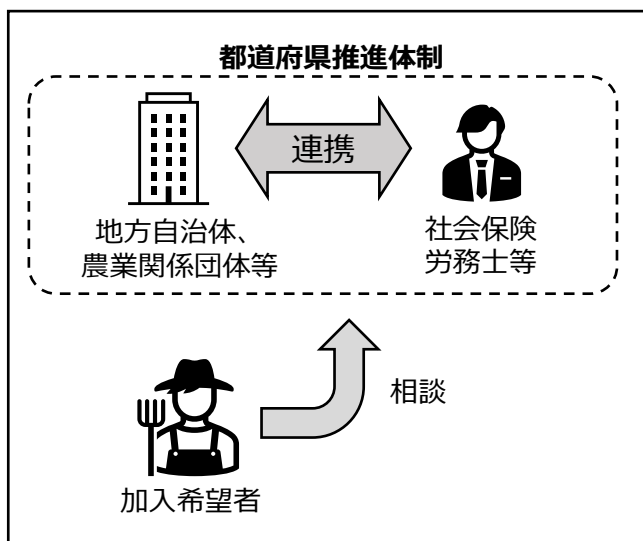 都道府県推進体制
連携
地方自治体、
農業関係団体等
社会保険
労務士等
相談
加入希望者